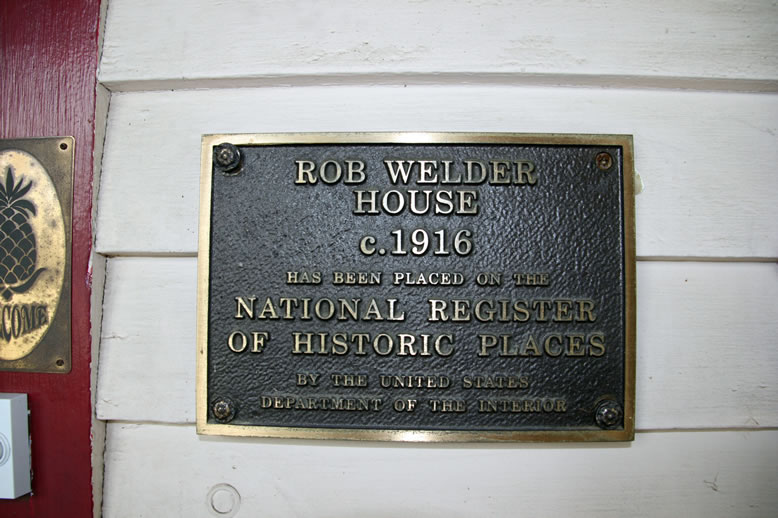 ROB WELDER
HOUSE
c.1916
HAS BEEN PLACED ON THE
NATIONAL REGISTER
OF HISTORIC PLACES
BY THE UNITED STATES
DEPARTMENT OF THE INTERIOR